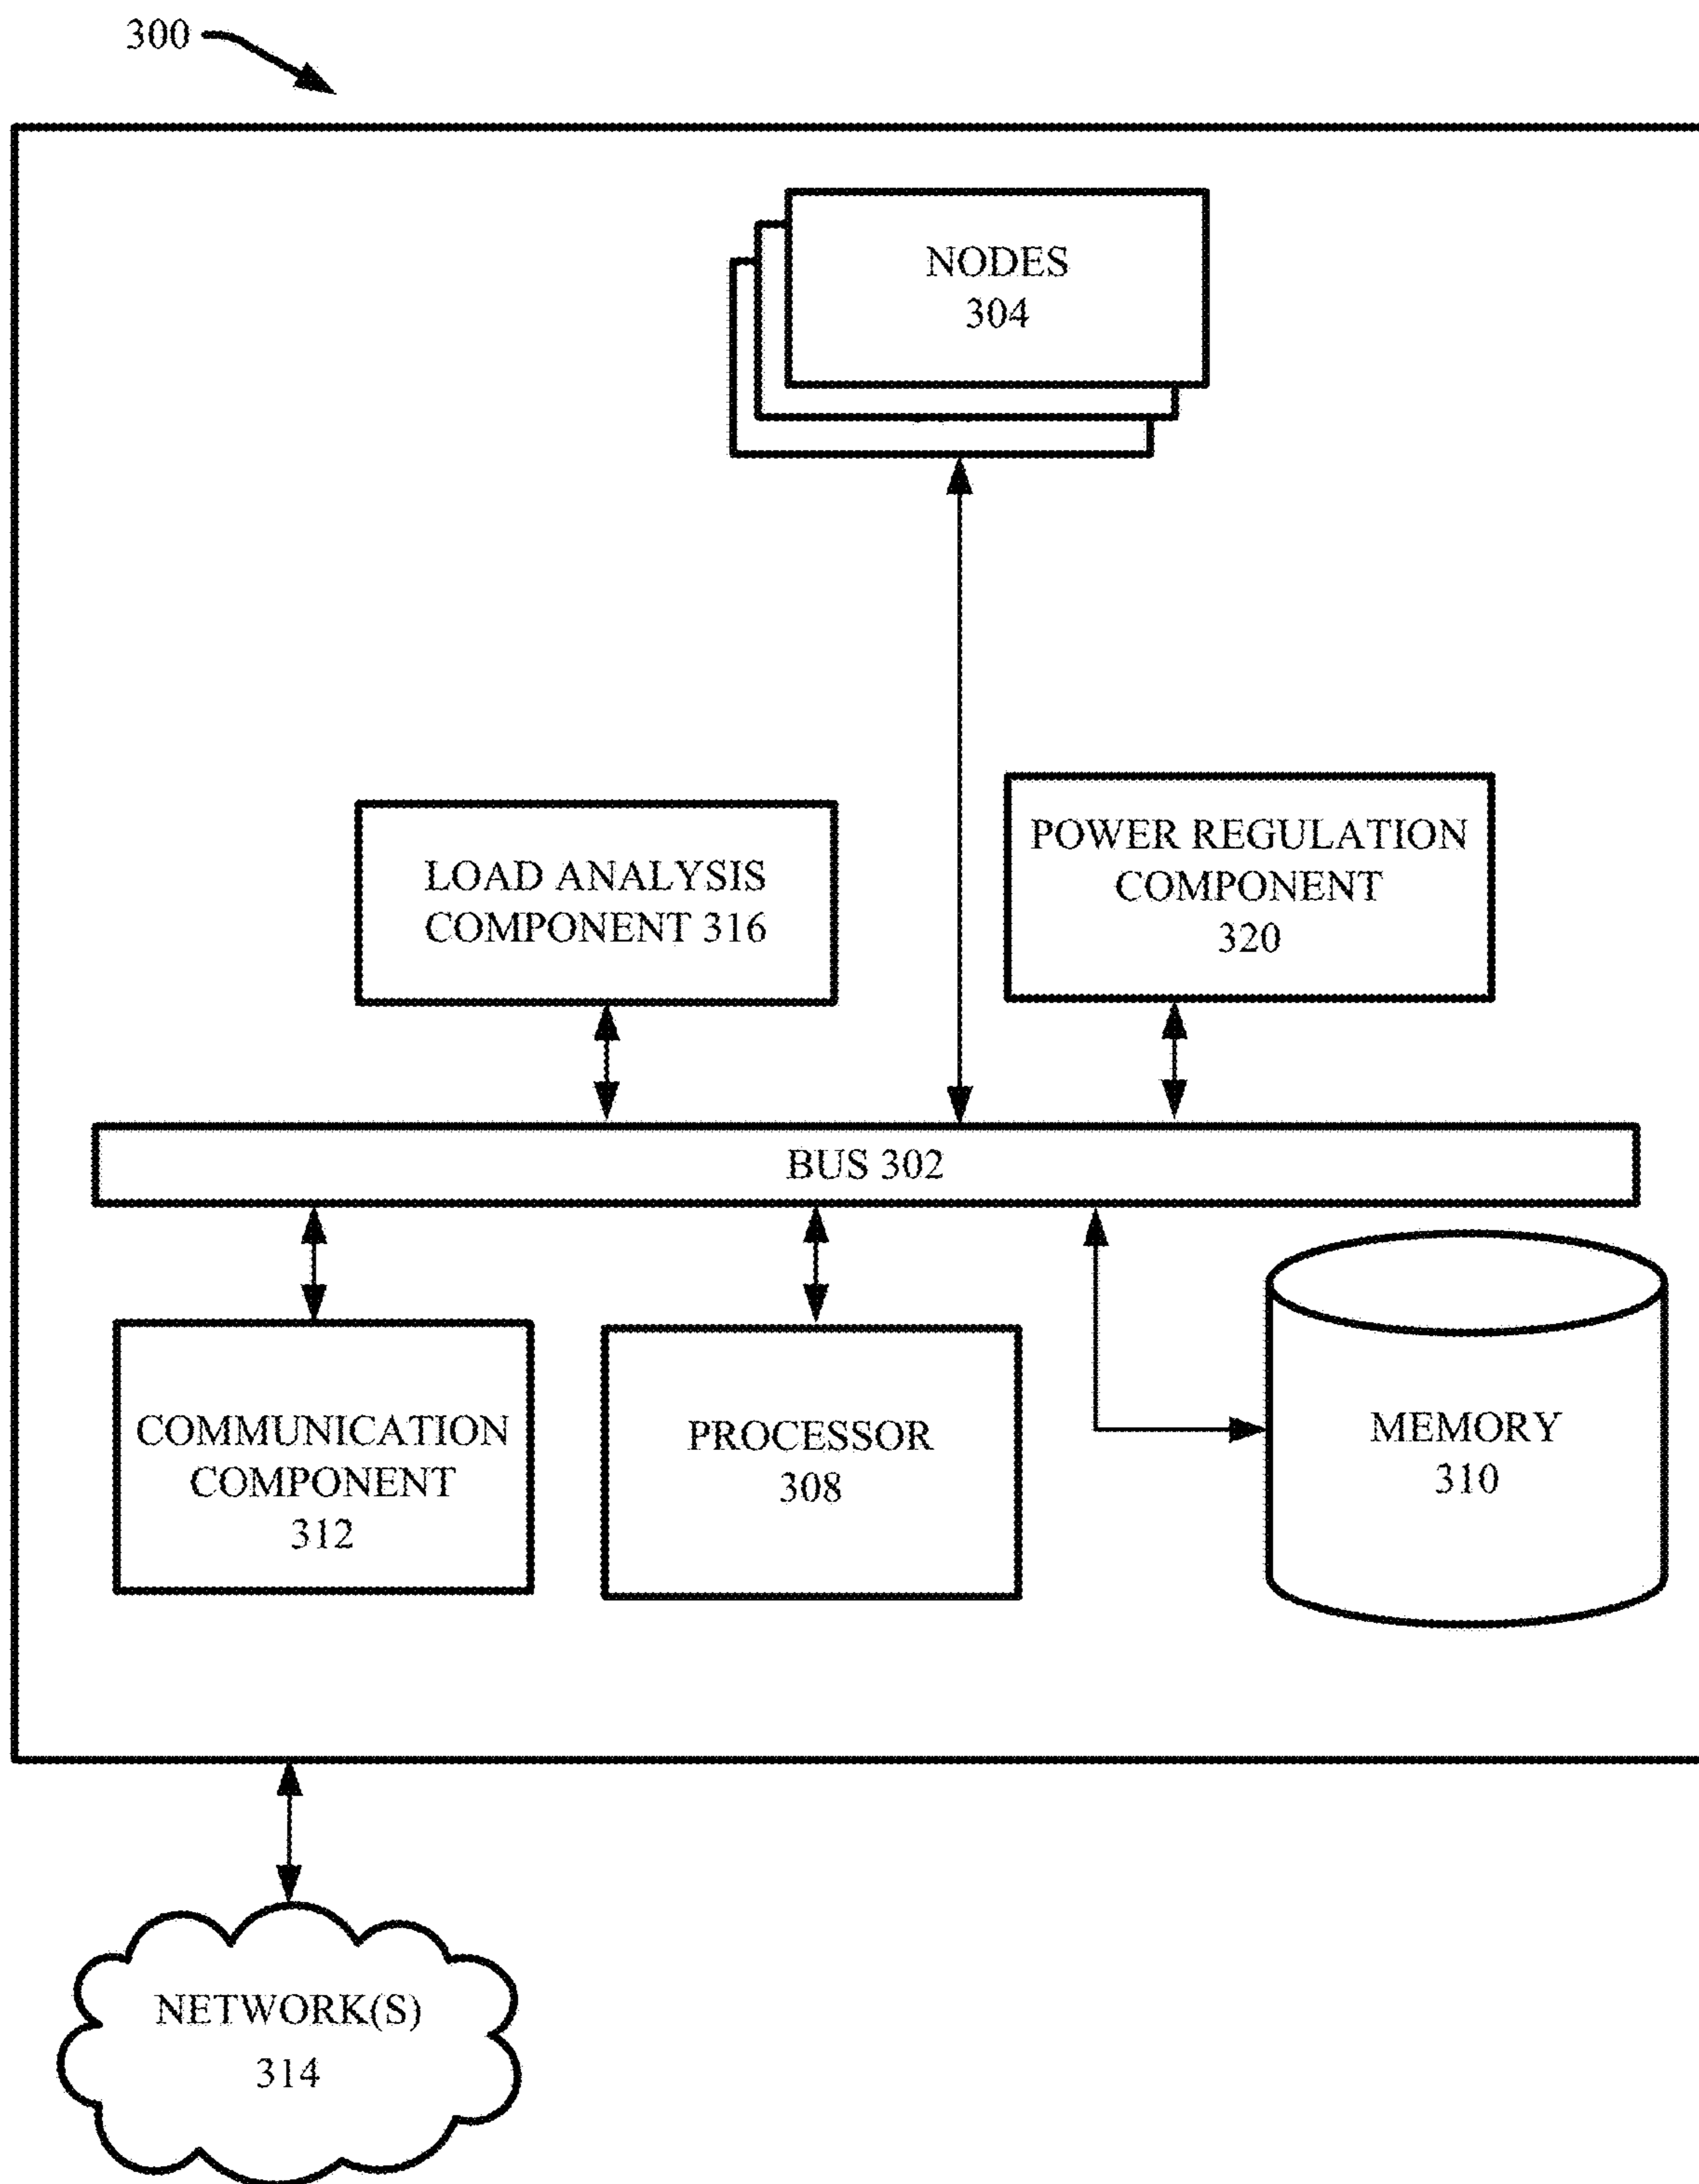 300
NODES
304
LOAD ANALYSIS
COMPONENT 316
POWER REGULATION
COMPONENT
320
BUS 302
COMMUNICATION
COMPONENT
312
PROCESSOR
308
MEMORY
310
NETWORK(S)
314